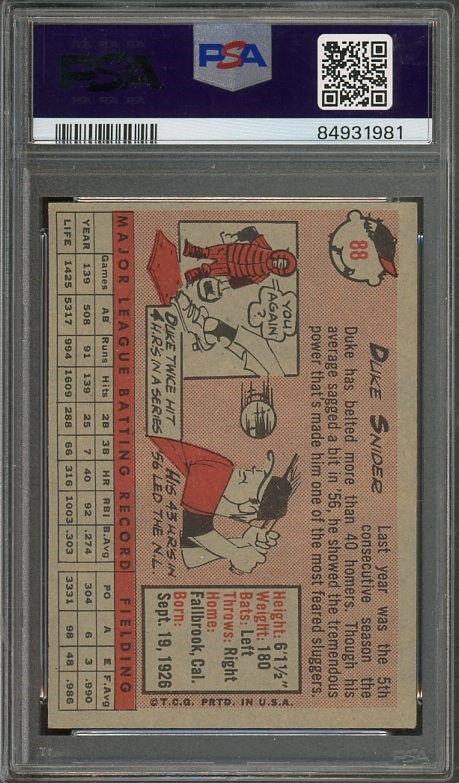 PSA
PSA
84931981
88
DUKE SNIDER
Last year was the 5th
consecutive season the
Duke has belted more than 40 homers. Though his
average sagged a bit in '56, he showed the tremendous
power that's made him one of the most feared sluggers.
YOU
AGAIN
?
DUKE TWICE HIT
4 HRS IN A SERIES
HIS 43 HRS IN
'56 LED THE N.L.
Height: 6'1½"
Weight: 180
Bats: Left
Throws: Right
Home:
Fallbrook, Cal.
Born:
Sept. 19, 1926
MAJOR LEAGUE BATTING RECORD FIELDING
Games AB Runs Hits 2B 3B HR RBI B.Avg PO A E F.Avg
YEAR 139 508 91 139 25 7 40 92 .274 304 6 3 .990
LIFE 1425 5317 994 1609 288 66 316 1003 .303 3331 98 48 .986
©T.C.G. PRTD. IN U.S.A.